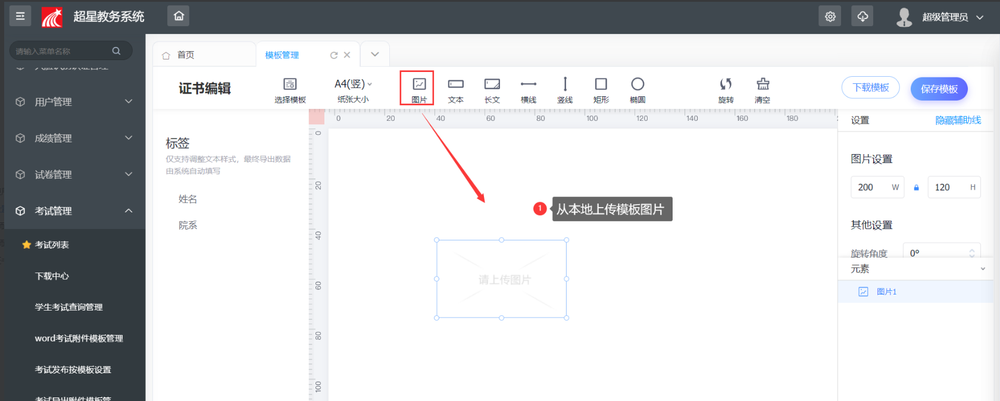 超星教务系统
超级管理员
请输入菜单名称
首页
模板管理
证书编辑
选择模板
A4(竖)
纸张大小
图片
文本
长文
横线
竖线
矩形
椭圆
旋转
清空
下载模板
保存模板
用户管理
成绩管理
试卷管理
考试管理
考试列表
下载中心
学生考试查询管理
word考试附件模板管理
考试发布按模板设置
考试导出附件模板管
标签
仅支持调整文本样式，最终导出数据
由系统自动填写
姓名
院系
0 20 40 60 80 100 120 140 160 180
0
20
40
60
80
100
1
从本地上传模板图片
请上传图片
设置
隐藏辅助线
图片设置
200 W
120 H
其他设置
旋转角度
0°
元素
图片1